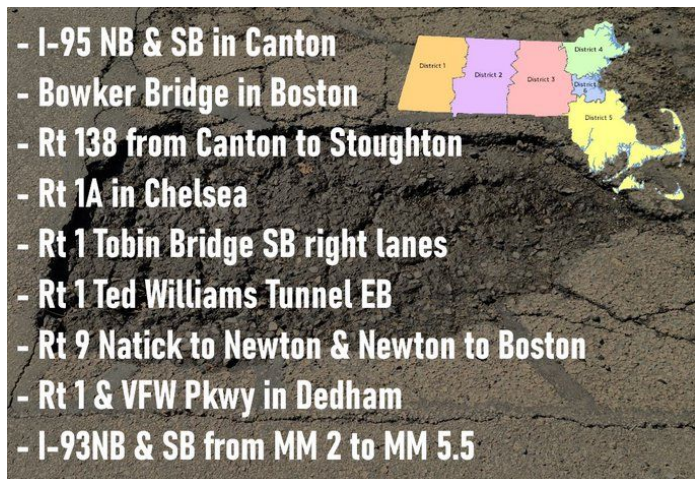 - I-95 NB & SB in Canton
- Bowker Bridge in Boston
- Rt 138 from Canton to Stoughton
- Rt 1A in Chelsea
- Rt 1 Tobin Bridge SB right lanes
- Rt 1 Ted Williams Tunnel EB
- Rt 9 Natick to Newton & Newton to Boston
- Rt 1 & VFW Pkwy in Dedham
- I-93NB & SB from MM 2 to MM 5.5
District 1
District 2
District 3
District 4
District 6
District 5